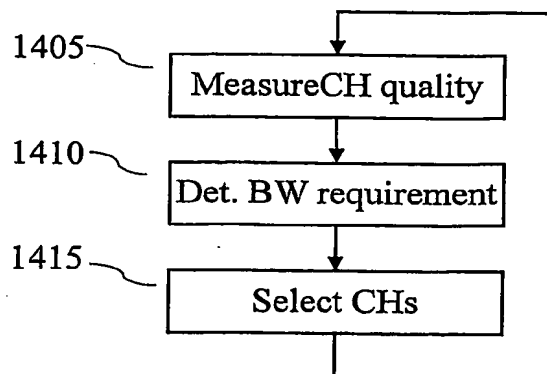 1405
MeasureCH quality
1410
Det. BW requirement
1415
Select CHs